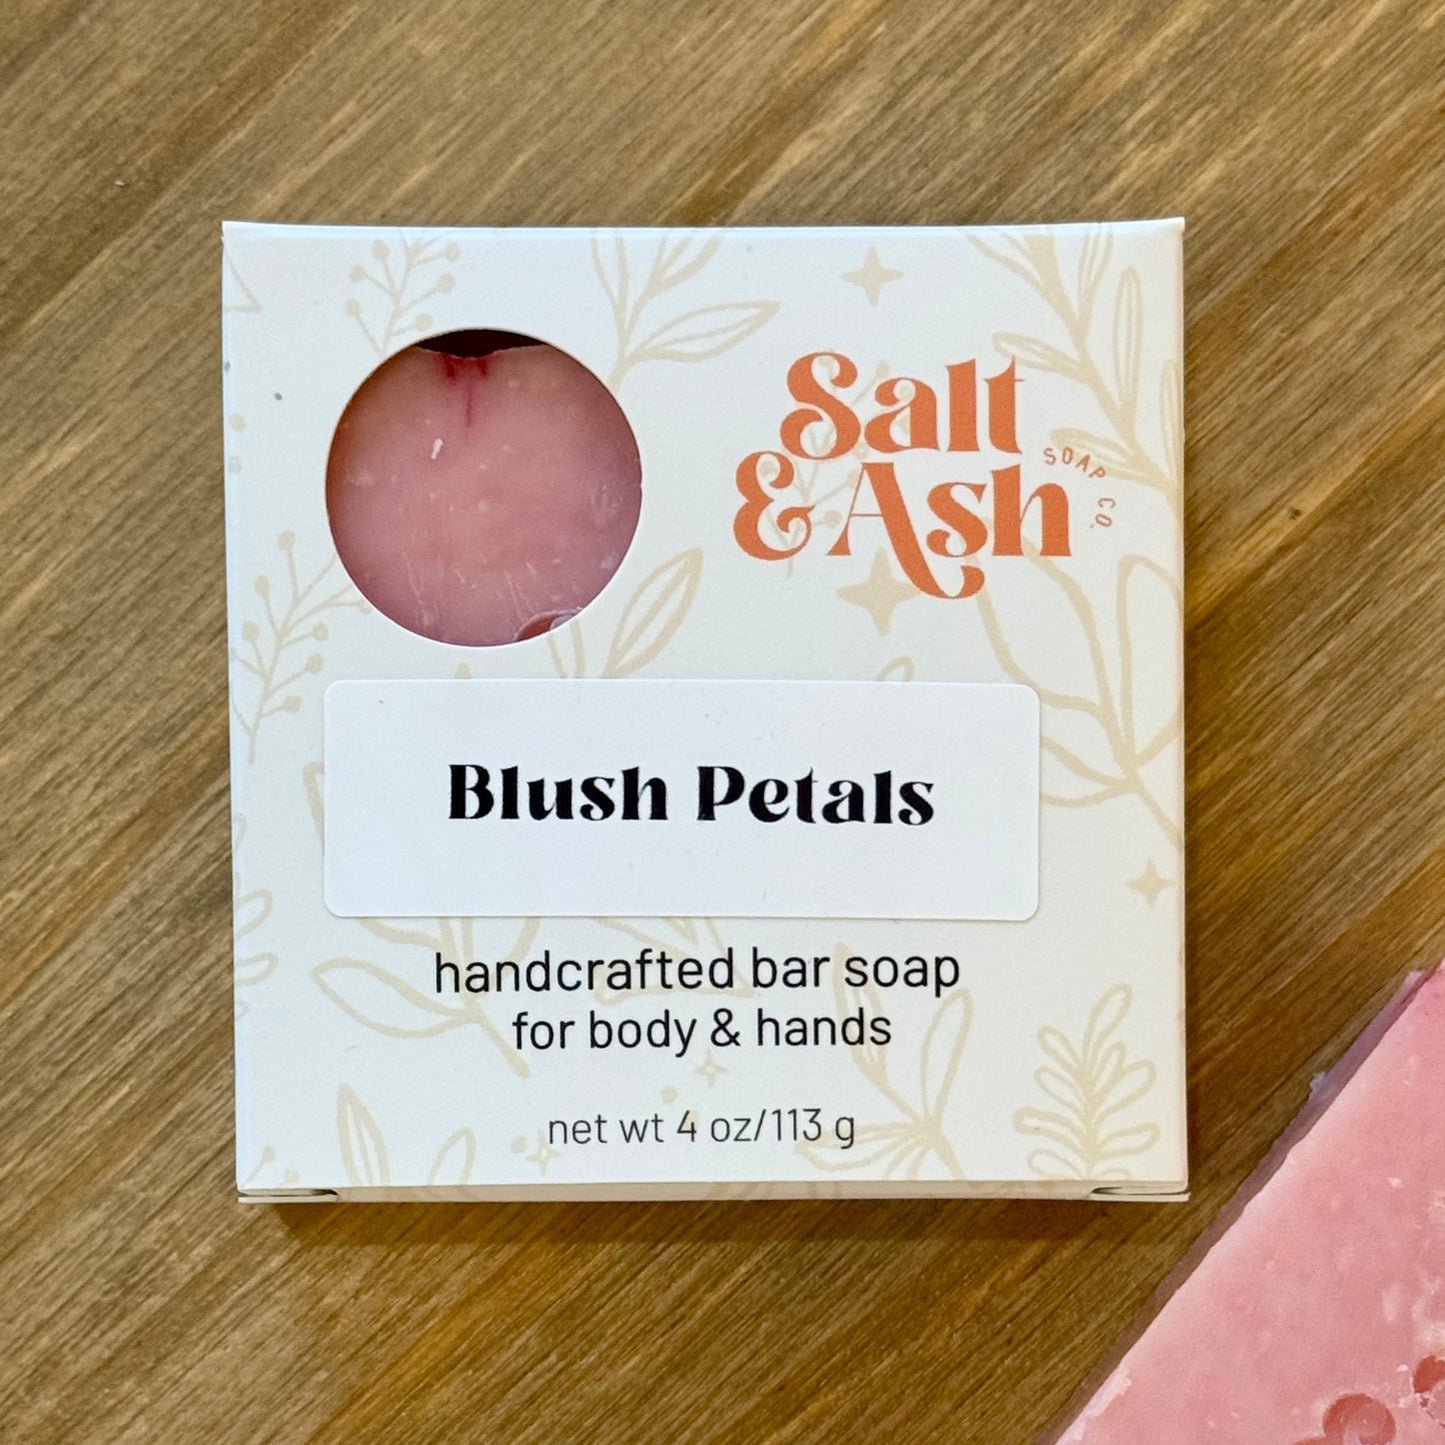 Salt
& Ash
SOAP CO.
Blush Petals
handcrafted bar soap
for body & hands
net wt 4 oz/113 g